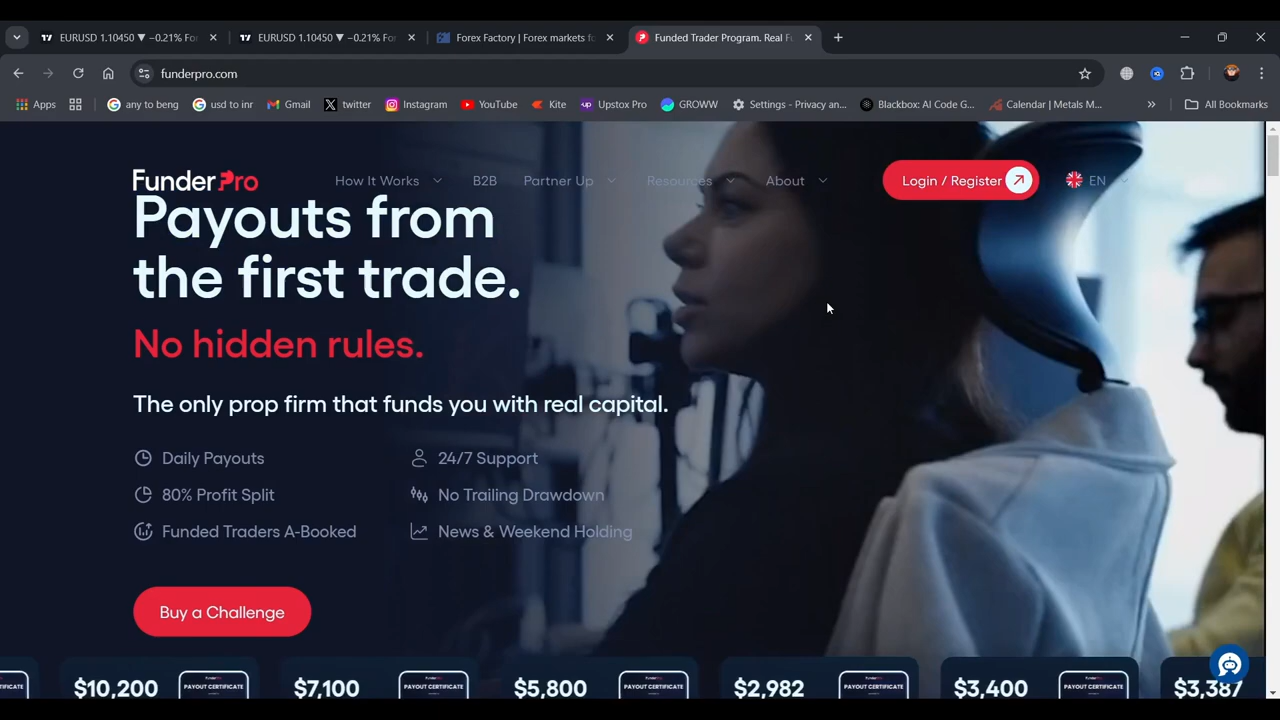 EURUSD 1.10450 ▼ −0.21% Fo
EURUSD 1.10450 ▼ −0.21% Fo
Forex Factory | Forex markets fo
Funded Trader Program. Real F
funderpro.com
Apps
any to beng
usd to inr
Gmail
twitter
Instagram
YouTube
Kite
up
Upstox Pro
GROWW
Settings - Privacy an...
Blackbox: AI Code G...
Calendar | Metals M...
All Bookmarks
FunderPro
How It Works
B2B
Partner Up
Resources
About
Login / Register
EN
Payouts from
the first trade.
No hidden rules.
The only prop firm that funds you with real capital.
Daily Payouts
24/7 Support
80% Profit Split
No Trailing Drawdown
Funded Traders A-Booked
News & Weekend Holding
Buy a Challenge
$10,200
PAYOUT CERTIFICATE
$7,100
PAYOUT CERTIFICATE
$5,800
PAYOUT CERTIFICATE
$2,982
PAYOUT CERTIFICATE
$3,400
PAYOUT CERTIFICATE
$3,387